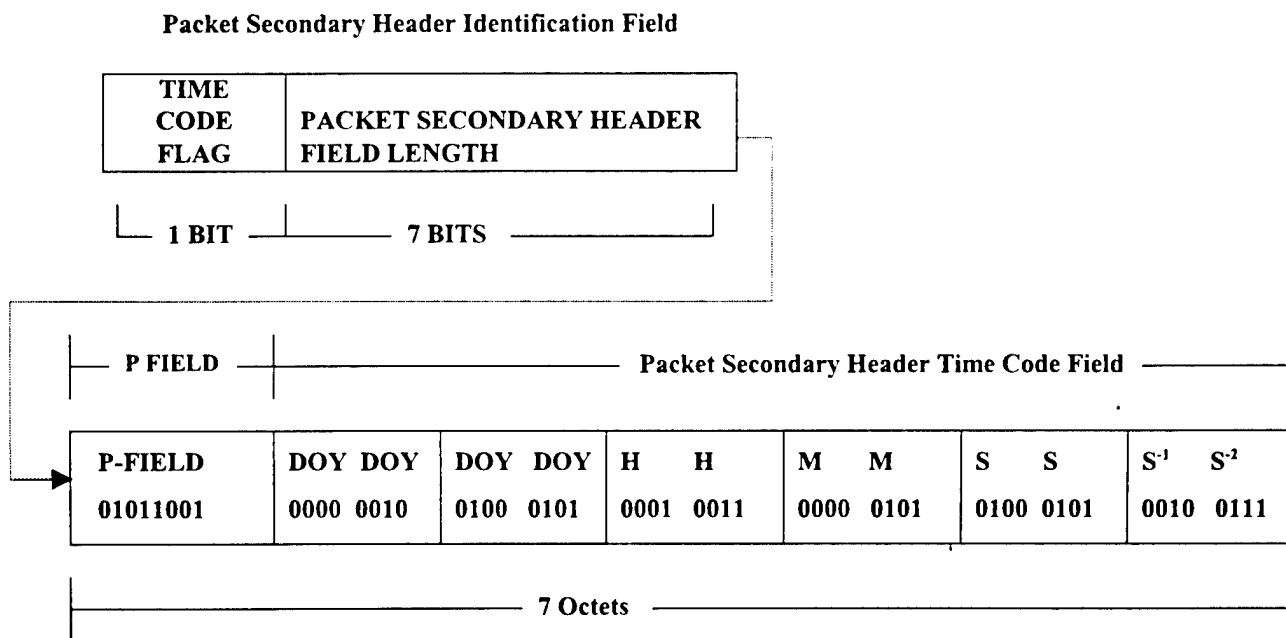 Packet Secondary Header Identification Field
TIME
CODE
FLAG
PACKET SECONDARY HEADER
FIELD LENGTH
1 BIT
7 BITS
P FIELD
Packet Secondary Header Time Code Field
P-FIELD
01011001
DOY DOY
0000 0010
DOY DOY
0100 0101
H H
0001 0011
M M
0000 0101
S S
0100 0101
S⁻¹ S⁻²
0010 0111
7 Octets